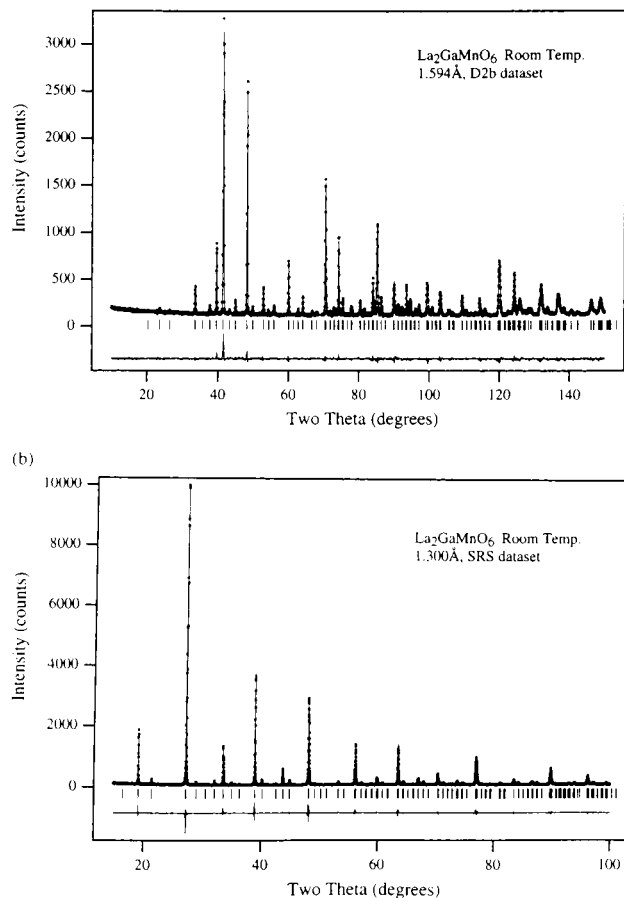 3000
2500
2000
1500
1000
500
0
Intensity (counts)
La₂GaMnO₆ Room Temp.
1.594Å, D2b dataset
20 40 60 80 100 120 140
Two Theta (degrees)
(b)
10000
8000
6000
4000
2000
0
Intensity (counts)
La₂GaMnO₆ Room Temp.
1.300Å, SRS dataset
20 40 60 80 100
Two Theta (degrees)